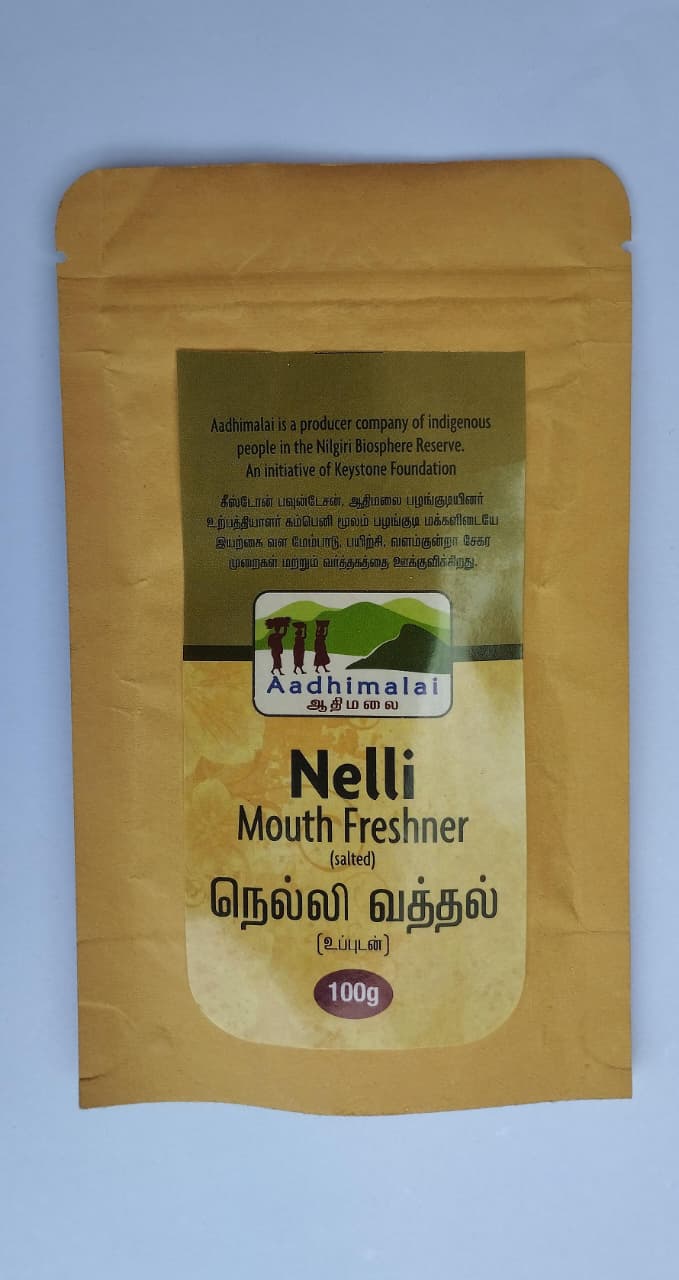 Aadhimalai is a producer company of indigenous
people in the Nilgiri Biosphere Reserve.
An initiative of Keystone Foundation
கீஸ்டோன் பவுன்டேசன், ஆதிமலை பழங்குடியினர்
உற்பத்தியாளர் கம்பெனி மூலம் பழங்குடி மக்களிடையே
இயற்கை வள மேம்பாடு, பயிற்சி, வளம்குன்றா சேகர
முறைகள் மற்றும் வர்த்தகத்தை ஊக்குவிக்கிறது.
Aadhimalai
ஆதிமலை
Nelli
Mouth Freshner
(salted)
நெல்லி வத்தல்
(உப்புடன்)
100g